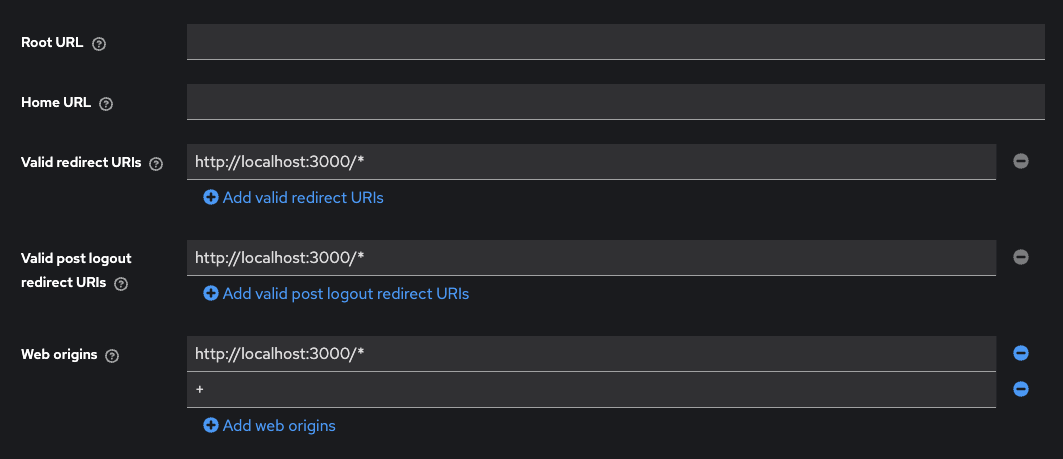 Root URL
Home URL
Valid redirect URIs
http://localhost:3000/*
Add valid redirect URIs
Valid post logout
redirect URIs
http://localhost:3000/*
Add valid post logout redirect URIs
Web origins
http://localhost:3000/*
+
Add web origins